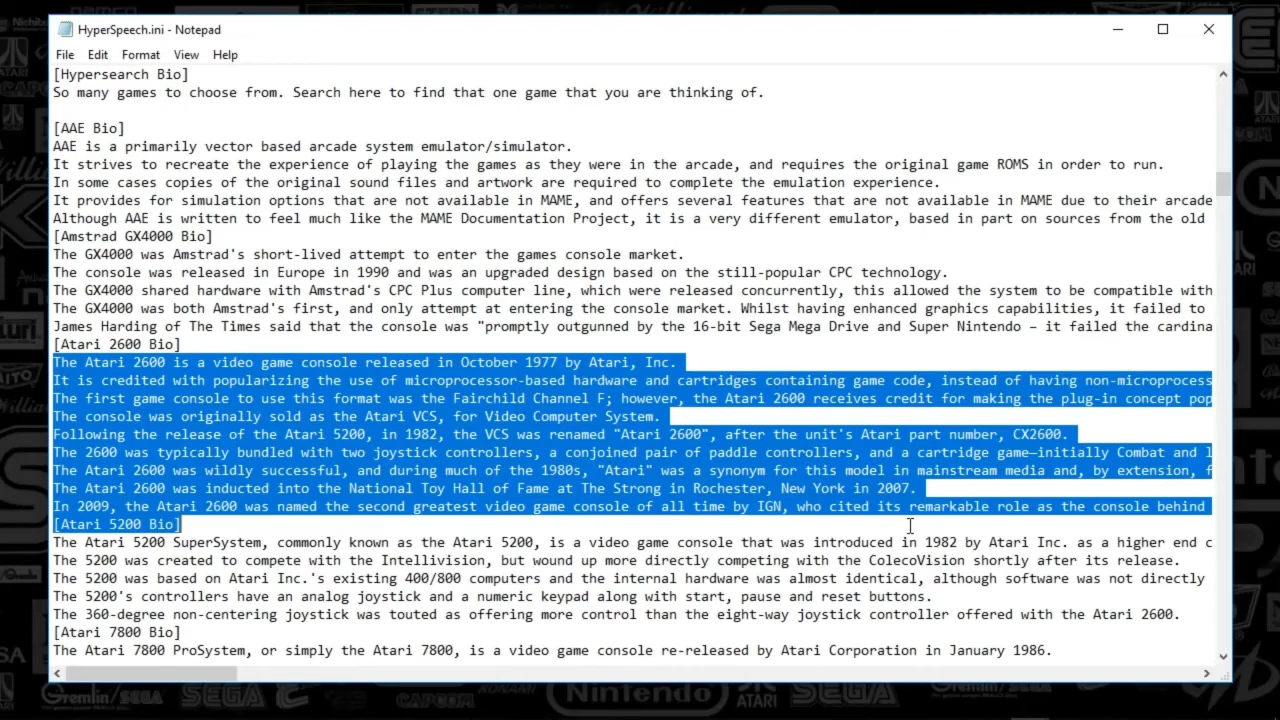 HyperSpeech.ini - Notepad
File Edit Format View Help
[Hypersearch Bio]
So many games to choose from. Search here to find that one game that you are thinking of.
[AAE Bio]
AAE is a primarily vector based arcade system emulator/simulator.
It strives to recreate the experience of playing the games as they were in the arcade, and requires the original game ROMS in order to run.
In some cases copies of the original sound files and artwork are required to complete the emulation experience.
It provides for simulation options that are not available in MAME, and offers several features that are not available in MAME due to their arcade
Although AAE is written to feel much like the MAME Documentation Project, it is a very different emulator, based in part on sources from the old
[Amstrad GX4000 Bio]
The GX4000 was Amstrad's short-lived attempt to enter the games console market.
The console was released in Europe in 1990 and was an upgraded design based on the still-popular CPC technology.
The GX4000 shared hardware with Amstrad's CPC Plus computer line, which were released concurrently, this allowed the system to be compatible with
The GX4000 was both Amstrad's first, and only attempt at entering the console market. Whilst having enhanced graphics capabilities, it failed to
James Harding of The Times said that the console was "promptly outgunned by the 16-bit Sega Mega Drive and Super Nintendo – it failed the cardina
[Atari 2600 Bio]
The Atari 2600 is a video game console released in October 1977 by Atari, Inc.
It is credited with popularizing the use of microprocessor-based hardware and cartridges containing game code, instead of having non-microprocess
The first game console to use this format was the Fairchild Channel F; however, the Atari 2600 receives credit for making the plug-in concept pop
The console was originally sold as the Atari VCS, for Video Computer System.
Following the release of the Atari 5200, in 1982, the VCS was renamed "Atari 2600", after the unit's Atari part number, CX2600.
The 2600 was typically bundled with two joystick controllers, a conjoined pair of paddle controllers, and a cartridge game—initially Combat and l
The Atari 2600 was wildly successful, and during much of the 1980s, "Atari" was a synonym for this model in mainstream media and, by extension, f
The Atari 2600 was inducted into the National Toy Hall of Fame at The Strong in Rochester, New York in 2007.
In 2009, the Atari 2600 was named the second greatest video game console of all time by IGN, who cited its remarkable role as the console behind
[Atari 5200 Bio]
The Atari 5200 SuperSystem, commonly known as the Atari 5200, is a video game console that was introduced in 1982 by Atari Inc. as a higher end c
The 5200 was created to compete with the Intellivision, but wound up more directly competing with the ColecoVision shortly after its release.
The 5200 was based on Atari Inc.'s existing 400/800 computers and the internal hardware was almost identical, although software was not directly
The 5200's controllers have an analog joystick and a numeric keypad along with start, pause and reset buttons.
The 360-degree non-centering joystick was touted as offering more control than the eight-way joystick controller offered with the Atari 2600.
[Atari 7800 Bio]
The Atari 7800 ProSystem, or simply the Atari 7800, is a video game console re-released by Atari Corporation in January 1986.
Gremlin/SEGA SEGA CAPCOM Nintendo ATARI SEGA Gremlin/SEGA